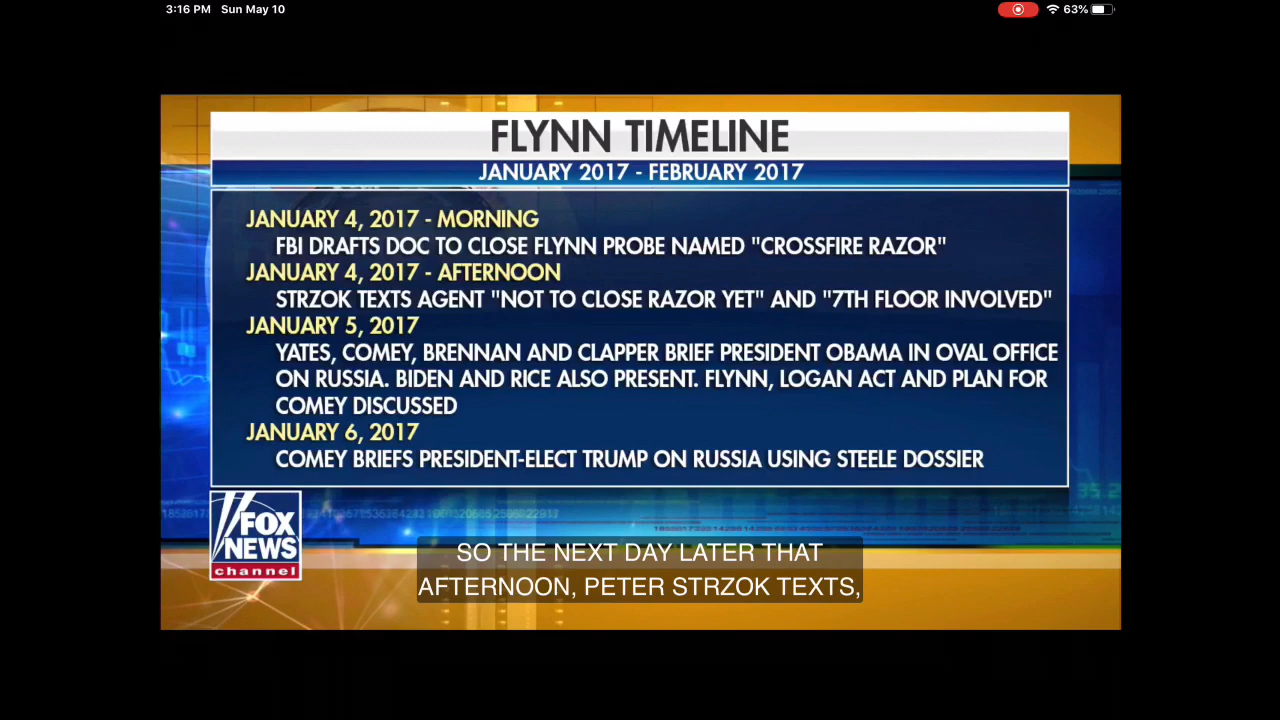 3:16 PM Sun May 10
63%
FLYNN TIMELINE
JANUARY 2017 - FEBRUARY 2017
JANUARY 4, 2017 - MORNING
FBI DRAFTS DOC TO CLOSE FLYNN PROBE NAMED "CROSSFIRE RAZOR"
JANUARY 4, 2017 - AFTERNOON
STRZOK TEXTS AGENT "NOT TO CLOSE RAZOR YET" AND "7TH FLOOR INVOLVED"
JANUARY 5, 2017
YATES, COMEY, BRENNAN AND CLAPPER BRIEF PRESIDENT OBAMA IN OVAL OFFICE
ON RUSSIA. BIDEN AND RICE ALSO PRESENT. FLYNN, LOGAN ACT AND PLAN FOR
COMEY DISCUSSED
JANUARY 6, 2017
COMEY BRIEFS PRESIDENT-ELECT TRUMP ON RUSSIA USING STEELE DOSSIER
FOX
NEWS
channel
SO THE NEXT DAY LATER THAT
AFTERNOON, PETER STRZOK TEXTS,